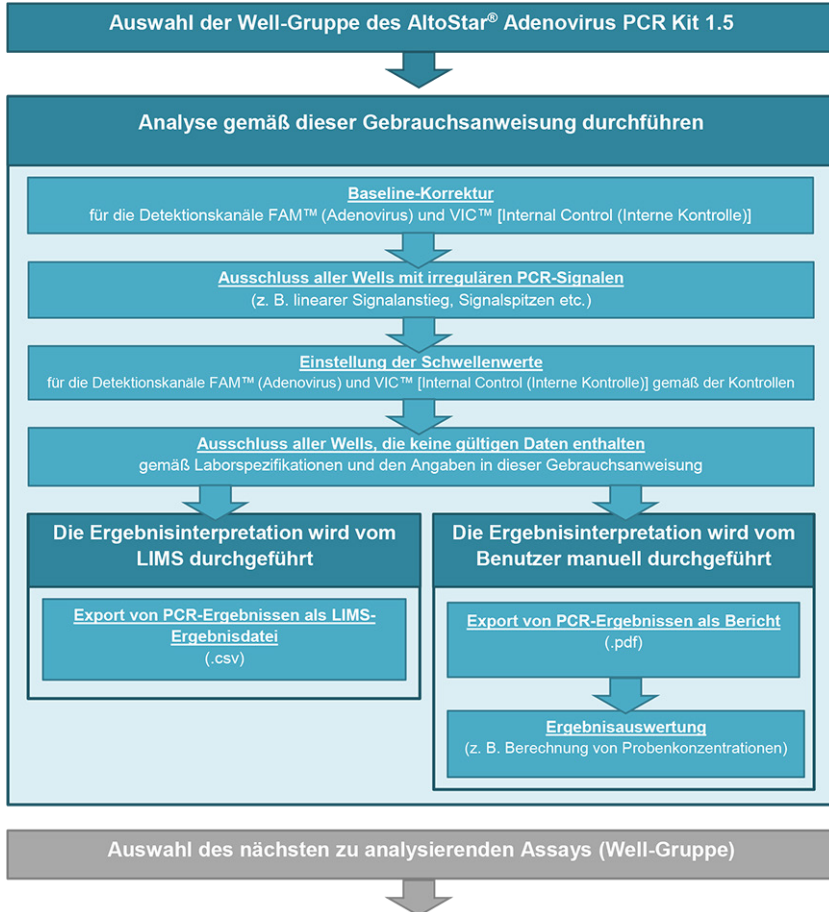 Auswahl der Well-Gruppe des AltoStar® Adenovirus PCR Kit 1.5
Analyse gemäß dieser Gebrauchsanweisung durchführen
Baseline-Korrektur
für die Detektionskanäle FAM™ (Adenovirus) und VIC™ [Internal Control (Interne Kontrolle)]
Ausschluss aller Wells mit irregulären PCR-Signalen
(z. B. linearer Signalanstieg, Signalspitzen etc.)
Einstellung der Schwellenwerte
für die Detektionskanäle FAM™ (Adenovirus) und VIC™ [Internal Control (Interne Kontrolle)] gemäß der Kontrollen
Ausschluss aller Wells, die keine gültigen Daten enthalten
gemäß Laborspezifikationen und den Angaben in dieser Gebrauchsanweisung
Die Ergebnisinterpretation wird vom
LIMS durchgeführt
Export von PCR-Ergebnissen als LIMS-
Ergebnisdatei
(.csv)
Die Ergebnisinterpretation wird vom
Benutzer manuell durchgeführt
Export von PCR-Ergebnissen als Bericht
(.pdf)
Ergebnisauswertung
(z. B. Berechnung von Probenkonzentrationen)
Auswahl des nächsten zu analysierenden Assays (Well-Gruppe)